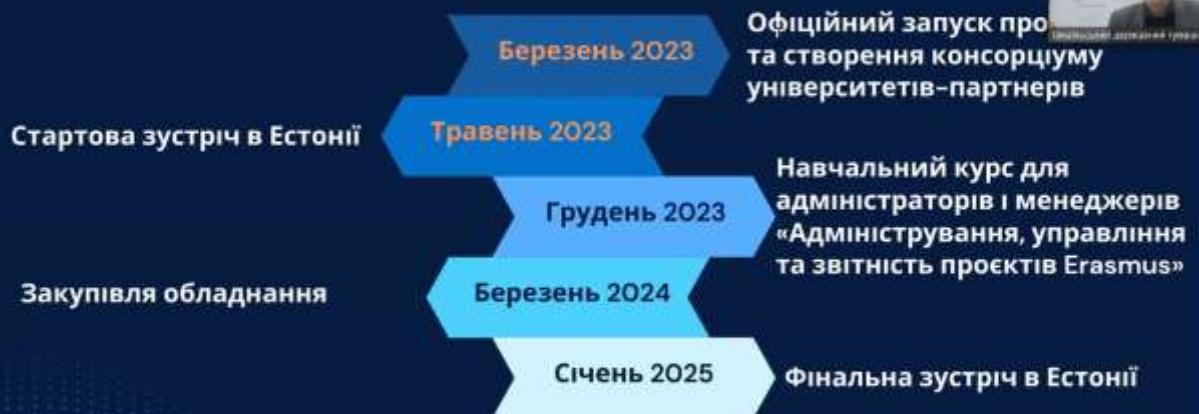 Березень 2023
Офіційний запуск про
та створення консорціуму
університетів-партнерів
Стартова зустріч в Естонії
Травень 2023
Грудень 2023
Навчальний курс для
адміністраторів і менеджерів
«Адміністрування, управління
та звітність проєктів Erasmus»
Закупівля обладнання
Березень 2024
Січень 2025
Фінальна зустріч в Естонії